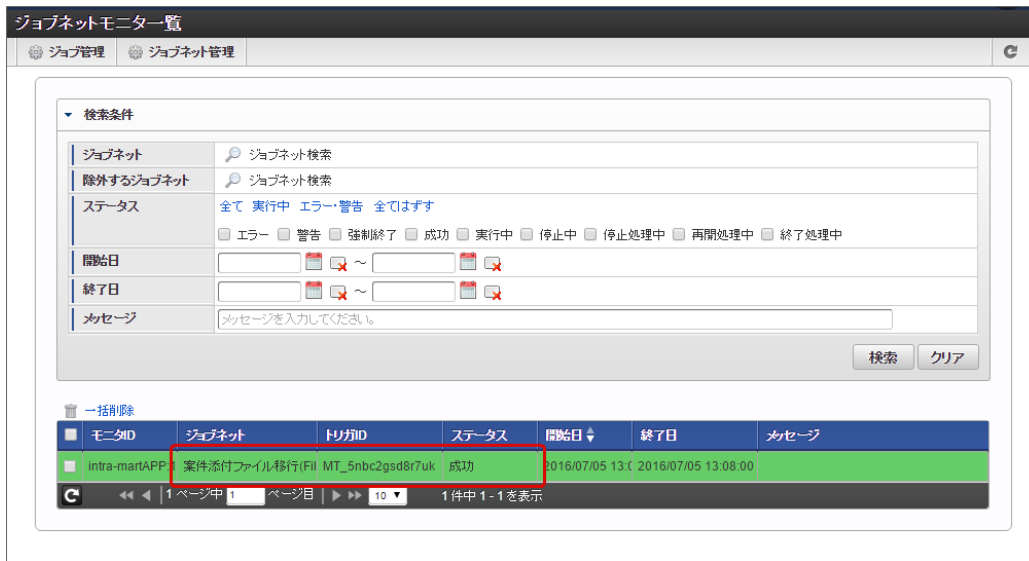 ジョブネットモニター覧
ジョブ管理 ジョブネット管理
検索条件
ジョブネット ジョブネット検索
除外するジョブネット ジョブネット検索
ステータス 全て 実行中 エラー・警告 全てはずす
エラー 警告 強制終了 成功 実行中 停止中 停止処理中 再開処理中 終了処理中
開始日 ～
終了日 ～
メッセージ メッセージを入力してください。
検索 クリア
一括削除
モニタID ジョブネット トリガID ステータス 開始日 終了日 メッセージ
intra-martAPP: 案件添付ファイル移行(Fil MT_5nbc2gsd8r7uk 成功 2016/07/05 13:0 2016/07/05 13:08:00
1 ページ中 1 ページ目 10 1 件中 1 - 1 を表示